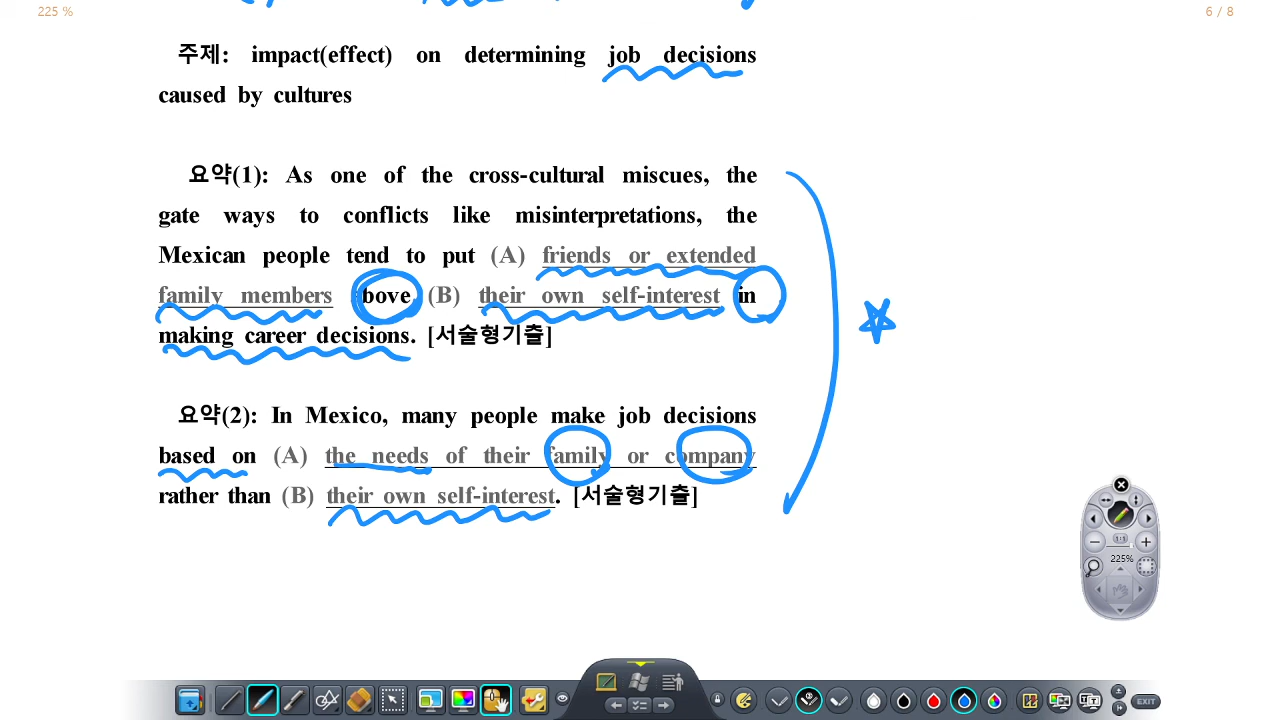 225 %
6 / 8
주제: impact(effect) on determining job decisions
caused by cultures
요약(1): As one of the cross-cultural miscues, the
gate ways to conflicts like misinterpretations, the
Mexican people tend to put (A) friends or extended
family members above (B) their own self-interest in
making career decisions. [서술형기출]
요약(2): In Mexico, many people make job decisions
based on (A) the needs of their family or company
rather than (B) their own self-interest. [서술형기출]
1:1
225%
EXIT